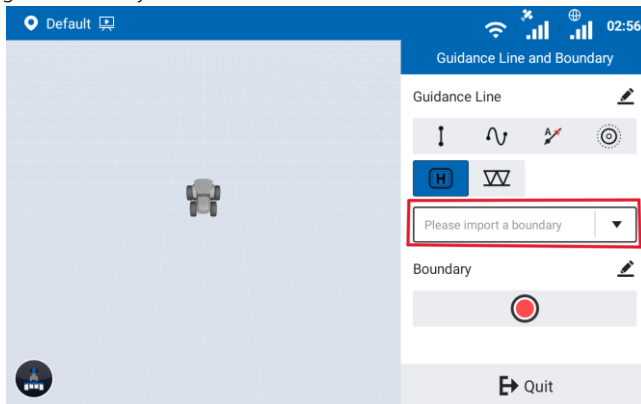 Default
02:56
Guidance Line and Boundary
Guidance Line
A
H
Please import a boundary
Boundary
Quit